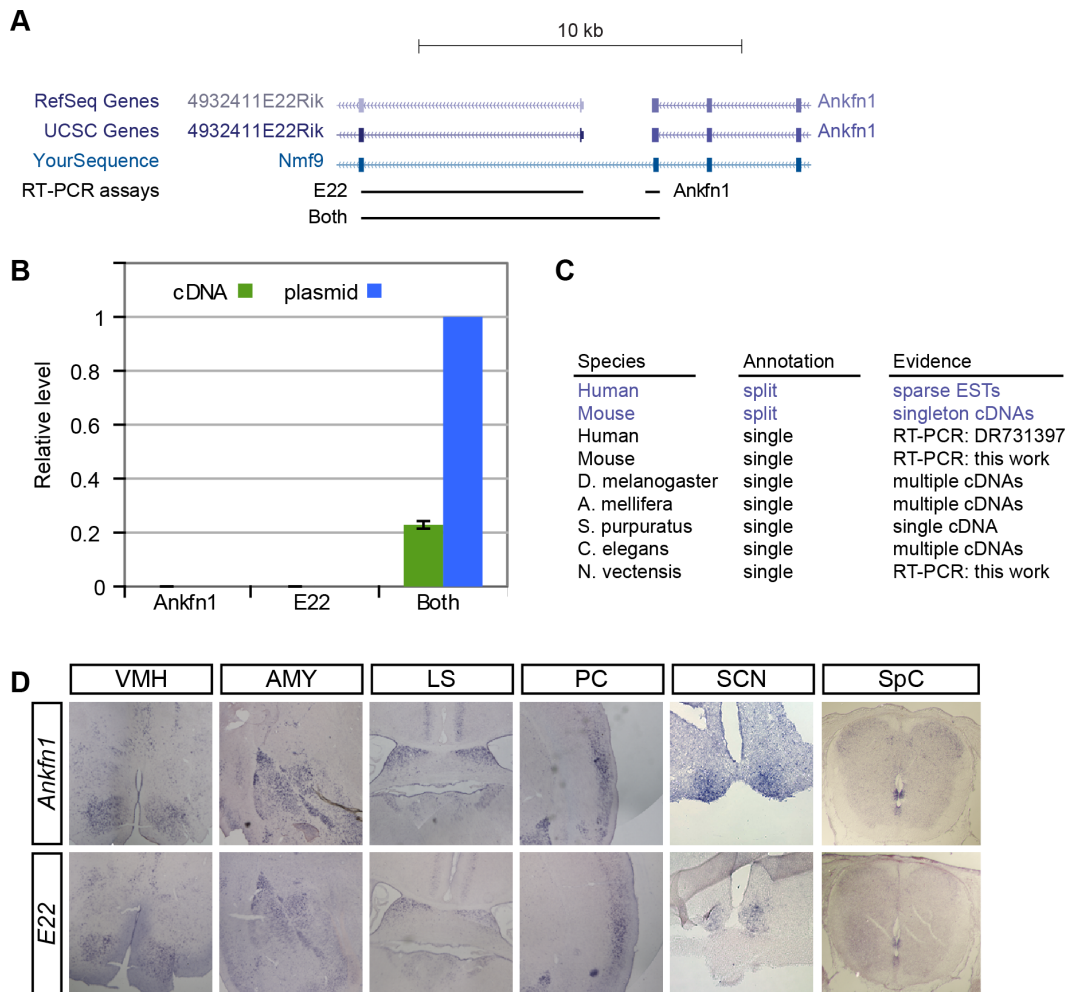 A
10 kb
RefSeq Genes 4932411E22Rik Ankfn1
UCSC Genes 4932411E22Rik Ankfn1
YourSequence Nmf9
RT-PCR assays E22 Ankfn1
Both
B
cDNA plasmid
Relative level
1
0.8
0.6
0.4
0.2
0
Ankfn1 E22 Both
C
Species Annotation Evidence
Human split sparse ESTs
Mouse split singleton cDNAs
Human single RT-PCR: DR731397
Mouse single RT-PCR: this work
D. melanogaster single multiple cDNAs
A. mellifera single multiple cDNAs
S. purpuratus single single cDNA
C. elegans single multiple cDNAs
N. vectensis single RT-PCR: this work
D
VMH AMY LS PC SCN SpC
Ankfn1
E22